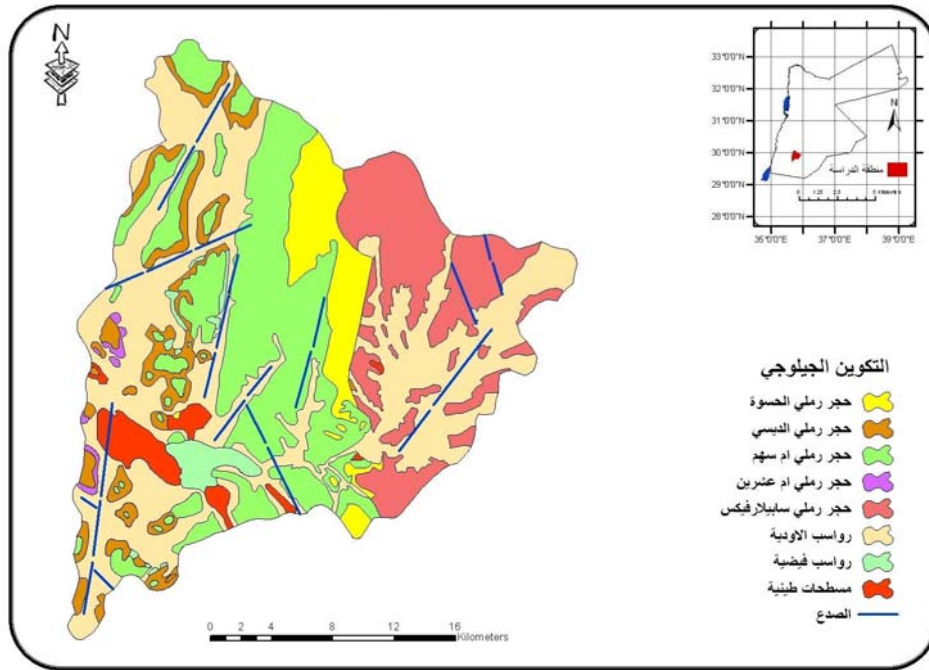 N
33°0'0"N
32°0'0"N
31°0'0"N
30°0'0"N
29°0'0"N
28°0'0"N
N
منطقة الدراسة
35°0'0"E 37°0'0"E 39°0'0"E
التكوين الجيلوجي
حجر رملي الحسوة
حجر رملي الديسي
حجر رملي ام سهم
حجر رملي ام عشرين
حجر رملي سابيلارفيكس
رواسب الاودية
رواسب فيضية
مسطحات طينية
الصدع
0 2 4 8 12 16
Kilometers